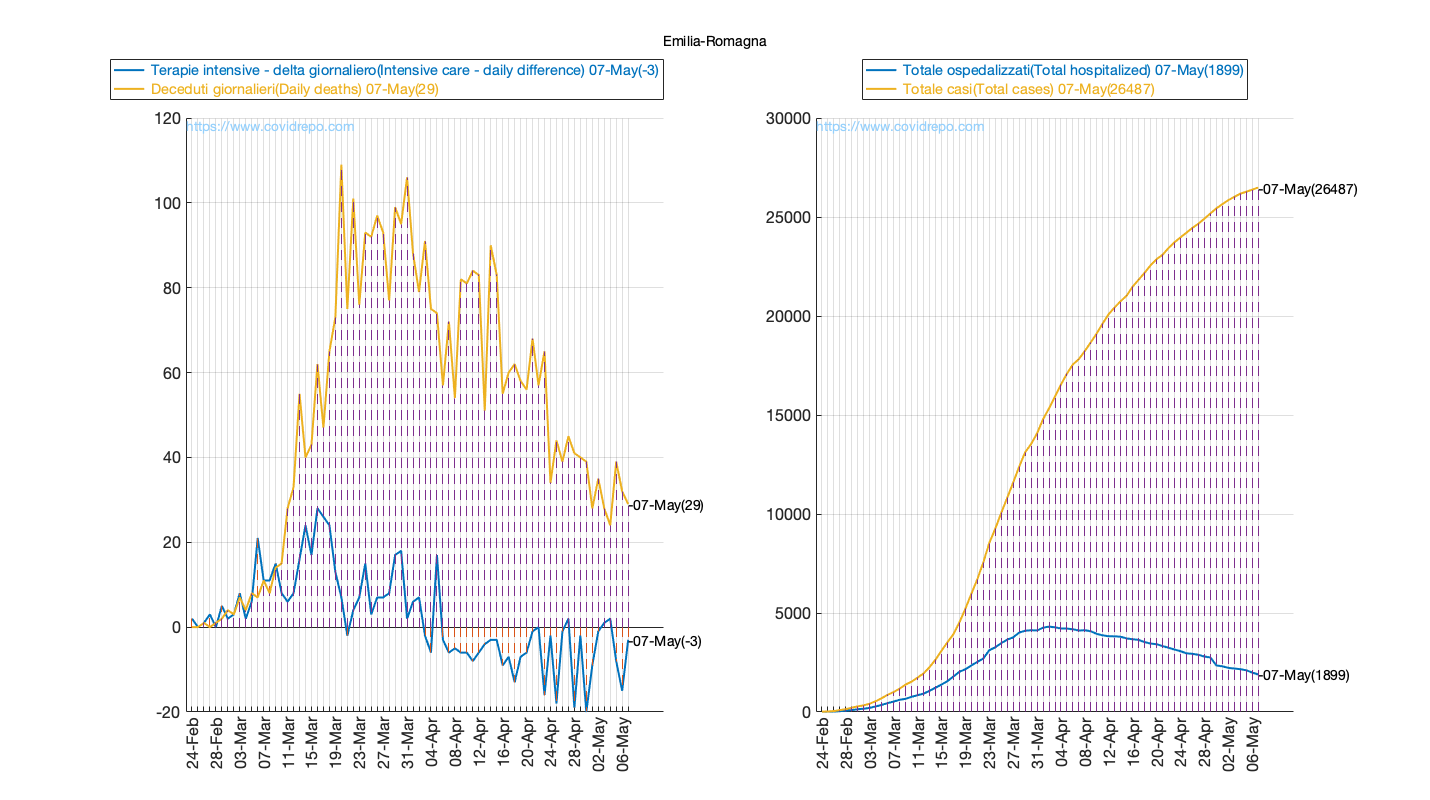 Emilia-Romagna
Terapie intensive - delta giornaliero(Intensive care - daily difference) 07-May(-3)
Deceduti giornalieri(Daily deaths) 07-May(29)
https://www.covidrepo.com
120
100
80
60
40
20
0
-20
07-May(29)
07-May(-3)
24-Feb
28-Feb
03-Mar
07-Mar
11-Mar
15-Mar
19-Mar
23-Mar
27-Mar
31-Mar
04-Apr
08-Apr
12-Apr
16-Apr
20-Apr
24-Apr
28-Apr
02-May
06-May
Totale ospedalizzati(Total hospitalized) 07-May(1899)
Totale casi(Total cases) 07-May(26487)
https://www.covidrepo.com
30000
25000
20000
15000
10000
5000
0
07-May(26487)
07-May(1899)
24-Feb
28-Feb
03-Mar
07-Mar
11-Mar
15-Mar
19-Mar
23-Mar
27-Mar
31-Mar
04-Apr
08-Apr
12-Apr
16-Apr
20-Apr
24-Apr
28-Apr
02-May
06-May